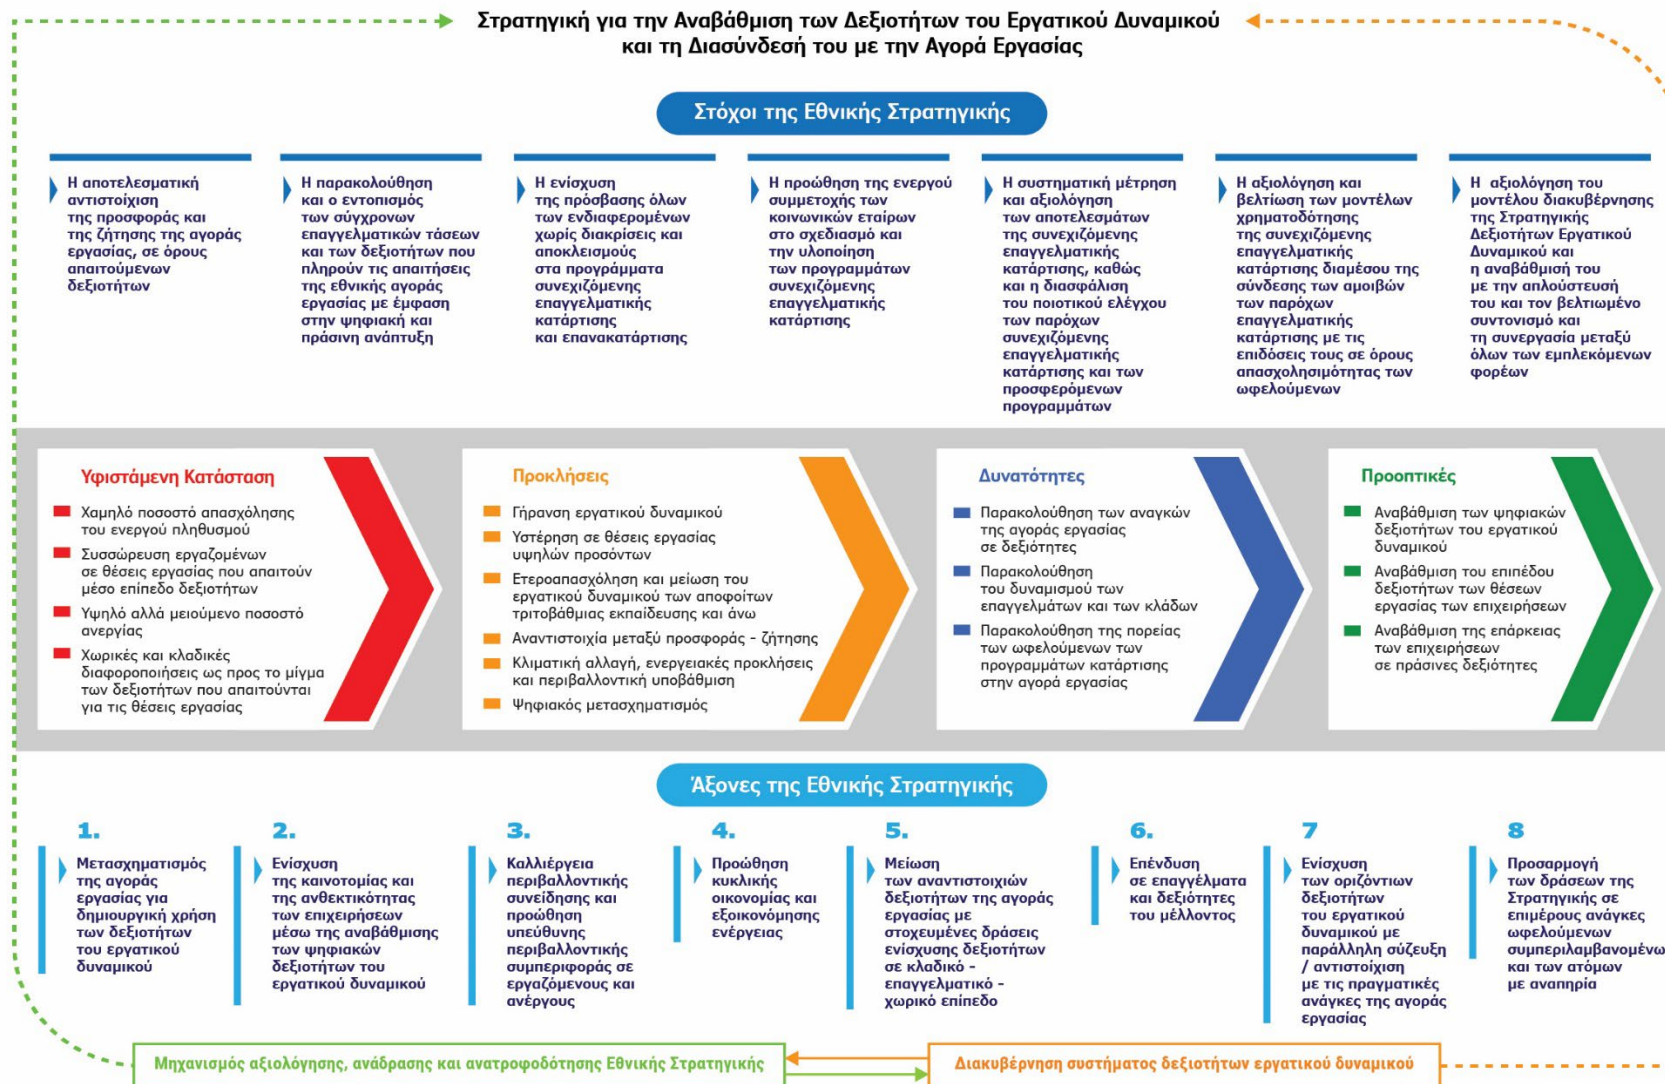 Στρατηγική για την Αναβάθμιση των Δεξιοτήτων του Εργατικού Δυναμικού
και τη Διασύνδεσή του με την Αγορά Εργασίας
Στόχοι της Εθνικής Στρατηγικής
Η αποτελεσματική
αντιστοίχιση
της προσφοράς και
της ζήτησης της αγοράς
εργασίας, σε όρους
απαιτούμενων
δεξιοτήτων
Η παρακολούθηση
και ο εντοπισμός
των σύγχρονων
επαγγελματικών τάσεων
και των δεξιοτήτων που
πληρούν τις απαιτήσεις
της εθνικής αγοράς
εργασίας με έμφαση
στην ψηφιακή και
πράσινη ανάπτυξη
Η ενίσχυση
της πρόσβασης όλων
των ενδιαφερομένων
χωρίς διακρίσεις και
αποκλεισμούς
στα προγράμματα
συνεχιζόμενης
επαγγελματικής
κατάρτισης
και επανακατάρτισης
Η προώθηση της ενεργού
συμμετοχής των
κοινωνικών εταίρων
στο σχεδιασμό και
την υλοποίηση
των προγραμμάτων
συνεχιζόμενης
επαγγελματικής
κατάρτισης
Η συστηματική μέτρηση
και αξιολόγηση
των αποτελεσμάτων
της συνεχιζόμενης
επαγγελματικής
κατάρτισης, καθώς
και η διασφάλιση
του ποιοτικού ελέγχου
των παρόχων
συνεχιζόμενης
επαγγελματικής
κατάρτισης και των
προσφερόμενων
προγραμμάτων
Η αξιολόγηση και
βελτίωση των μοντέλων
χρηματοδότησης
της συνεχιζόμενης
επαγγελματικής
κατάρτισης διαμέσου της
σύνδεσης των αμοιβών
των παρόχων
επαγγελματικής
κατάρτισης με τις
επιδόσεις τους σε όρους
απασχολησιμότητας των
ωφελούμενων
Η αξιολόγηση του
μοντέλου διακυβέρνησης
της Στρατηγικής
Δεξιοτήτων Εργατικού
Δυναμικού και
η αναβάθμισή του
με την απλούστευσή
του και τον βελτιωμένο
συντονισμό και
τη συνεργασία μεταξύ
όλων των εμπλεκόμενων
φορέων
Υφιστάμενη Κατάσταση
Χαμηλό ποσοστό απασχόλησης
του ενεργού πληθυσμού
Συσσώρευση εργαζομένων
σε θέσεις εργασίας που απαιτούν
μέσο επίπεδο δεξιοτήτων
Υψηλό αλλά μειούμενο ποσοστό
ανεργίας
Χωρικές και κλαδικές
διαφοροποιήσεις ως προς το μίγμα
των δεξιοτήτων που απαιτούνται
για τις θέσεις εργασίας
Προκλήσεις
Γήρανση εργατικού δυναμικού
Υστέρηση σε θέσεις εργασίας
υψηλών προσόντων
Ετεροαπασχόληση και μείωση του
εργατικού δυναμικού των αποφοίτων
τριτοβάθμιας εκπαίδευσης και άνω
Αναντιστοιχία μεταξύ προσφοράς - ζήτησης
Κλιματική αλλαγή, ενεργειακές προκλήσεις
και περιβαλλοντική υποβάθμιση
Ψηφιακός μετασχηματισμός
Δυνατότητες
Παρακολούθηση των αναγκών
της αγοράς εργασίας
σε δεξιότητες
Παρακολούθηση
του δυναμισμού των
επαγγελμάτων και των κλάδων
Παρακολούθηση της πορείας
των ωφελούμενων των
προγραμμάτων κατάρτισης
στην αγορά εργασίας
Προοπτικές
Αναβάθμιση των ψηφιακών
δεξιοτήτων του εργατικού
δυναμικού
Αναβάθμιση του επιπέδου
δεξιοτήτων των θέσεων
εργασίας των επιχειρήσεων
Αναβάθμιση της επάρκειας
των επιχειρήσεων
σε πράσινες δεξιότητες
Άξονες της Εθνικής Στρατηγικής
1.
Μετασχηματισμός
της αγοράς
εργασίας για
δημιουργική χρήση
των δεξιοτήτων
του εργατικού
δυναμικού
2.
Ενίσχυση
της καινοτομίας και
της ανθεκτικότητας
των επιχειρήσεων
μέσω της αναβάθμισης
των ψηφιακών
δεξιοτήτων του
εργατικού δυναμικού
3.
Καλλιέργεια
περιβαλλοντικής
συνείδησης και
προώθηση
υπεύθυνης
περιβαλλοντικής
συμπεριφοράς σε
εργαζόμενους και
ανέργους
4.
Προώθηση
κυκλικής
οικονομίας και
εξοικονόμησης
ενέργειας
5.
Μείωση
των αναντιστοιχιών
δεξιοτήτων της αγοράς
εργασίας με
στοχευμένες δράσεις
ενίσχυσης δεξιοτήτων
σε κλαδικό -
επαγγελματικό -
χωρικό επίπεδο
6.
Επένδυση
σε επαγγέλματα
και δεξιότητες
του μέλλοντος
7
Ενίσχυση
των οριζόντιων
δεξιοτήτων
του εργατικού
δυναμικού με
παράλληλη σύζευξη
/ αντιστοίχιση
με τις πραγματικές
ανάγκες της αγοράς
εργασίας
8
Προσαρμογή
των δράσεων της
Στρατηγικής σε
επιμέρους ανάγκες
ωφελούμενων
συμπεριλαμβανομένω
και των ατόμων
με αναπηρία
Μηχανισμός αξιολόγησης, ανάδρασης και ανατροφοδότησης Εθνικής Στρατηγικής
Διακυβέρνηση συστήματος δεξιοτήτων εργατικού δυναμικού